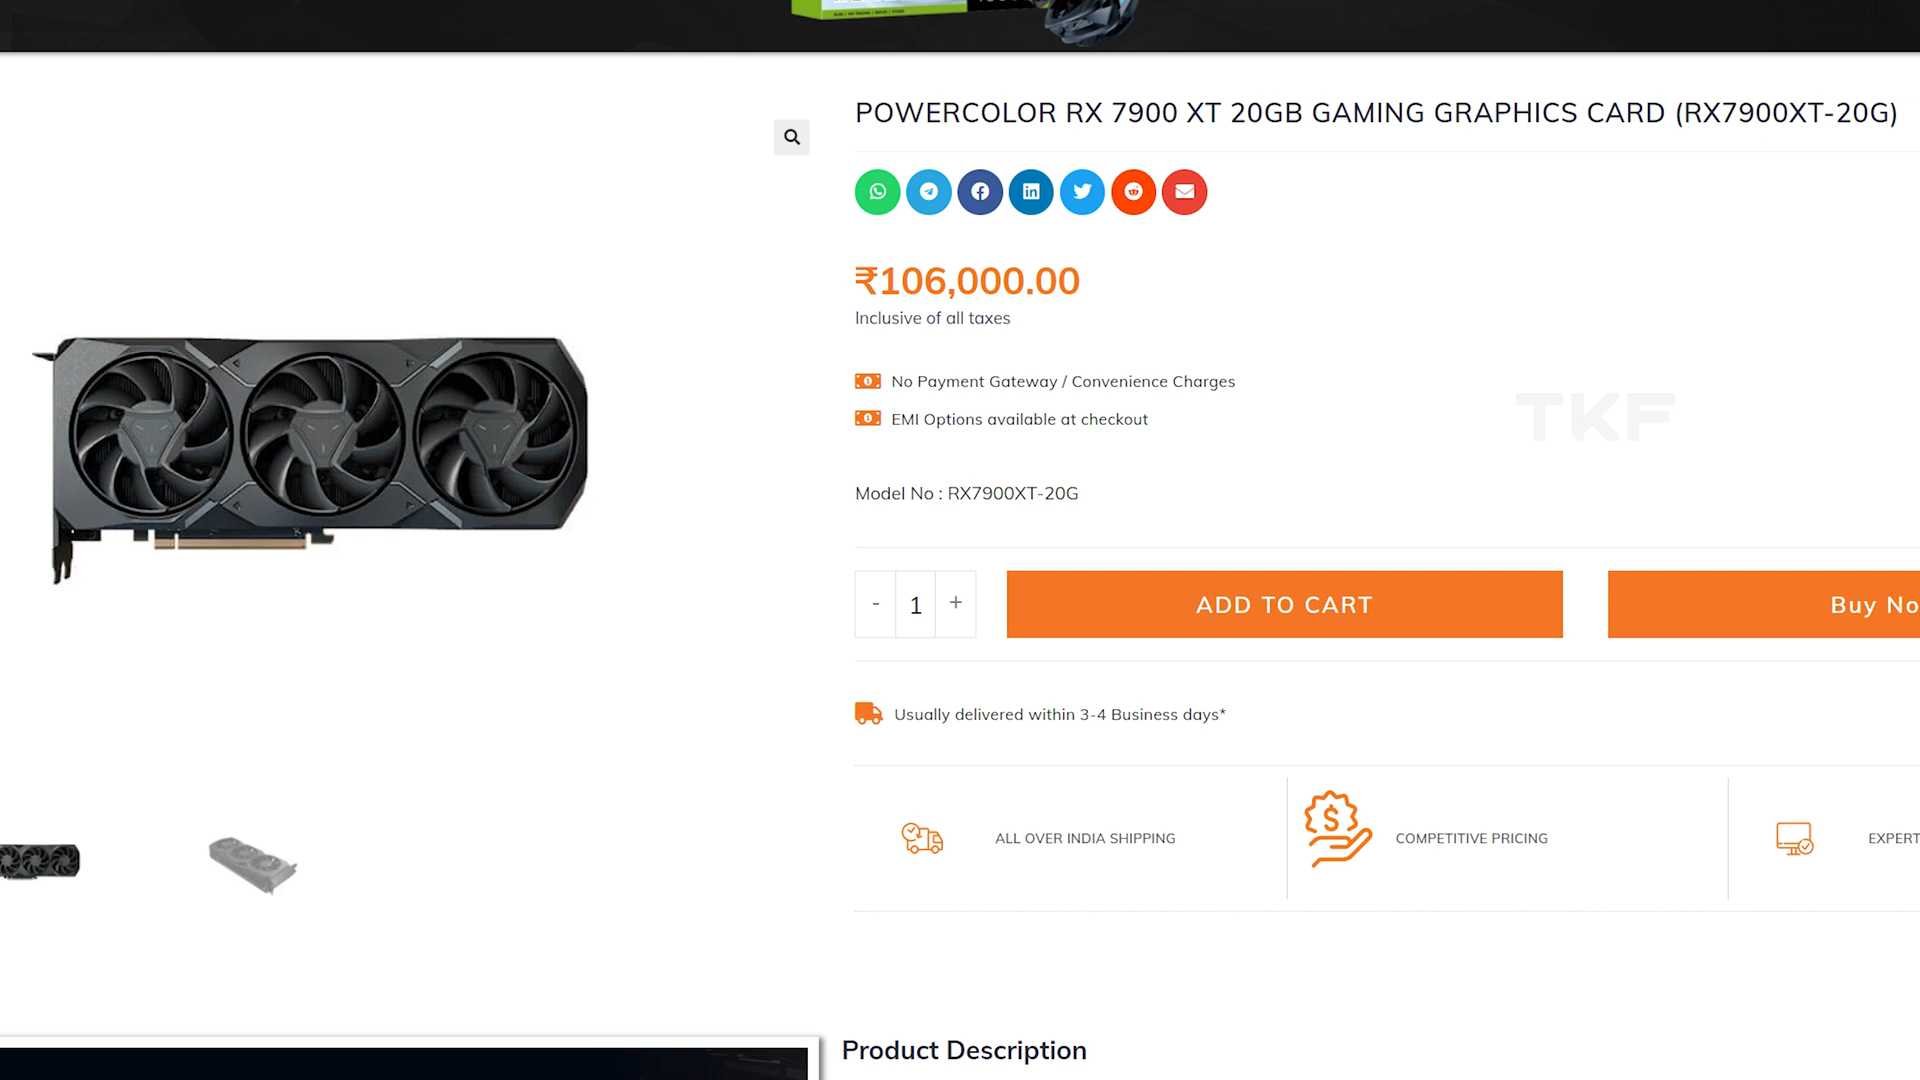 POWERCOLOR RX 7900 XT 20GB GAMING GRAPHICS CARD (RX7900XT-20G)
₹106,000.00
Inclusive of all taxes
No Payment Gateway / Convenience Charges
EMI Options available at checkout
TKF
Model No : RX7900XT-20G
- 1 +
ADD TO CART
Buy No
Usually delivered within 3-4 Business days*
ALL OVER INDIA SHIPPING
COMPETITIVE PRICING
EXPERT
Product Description